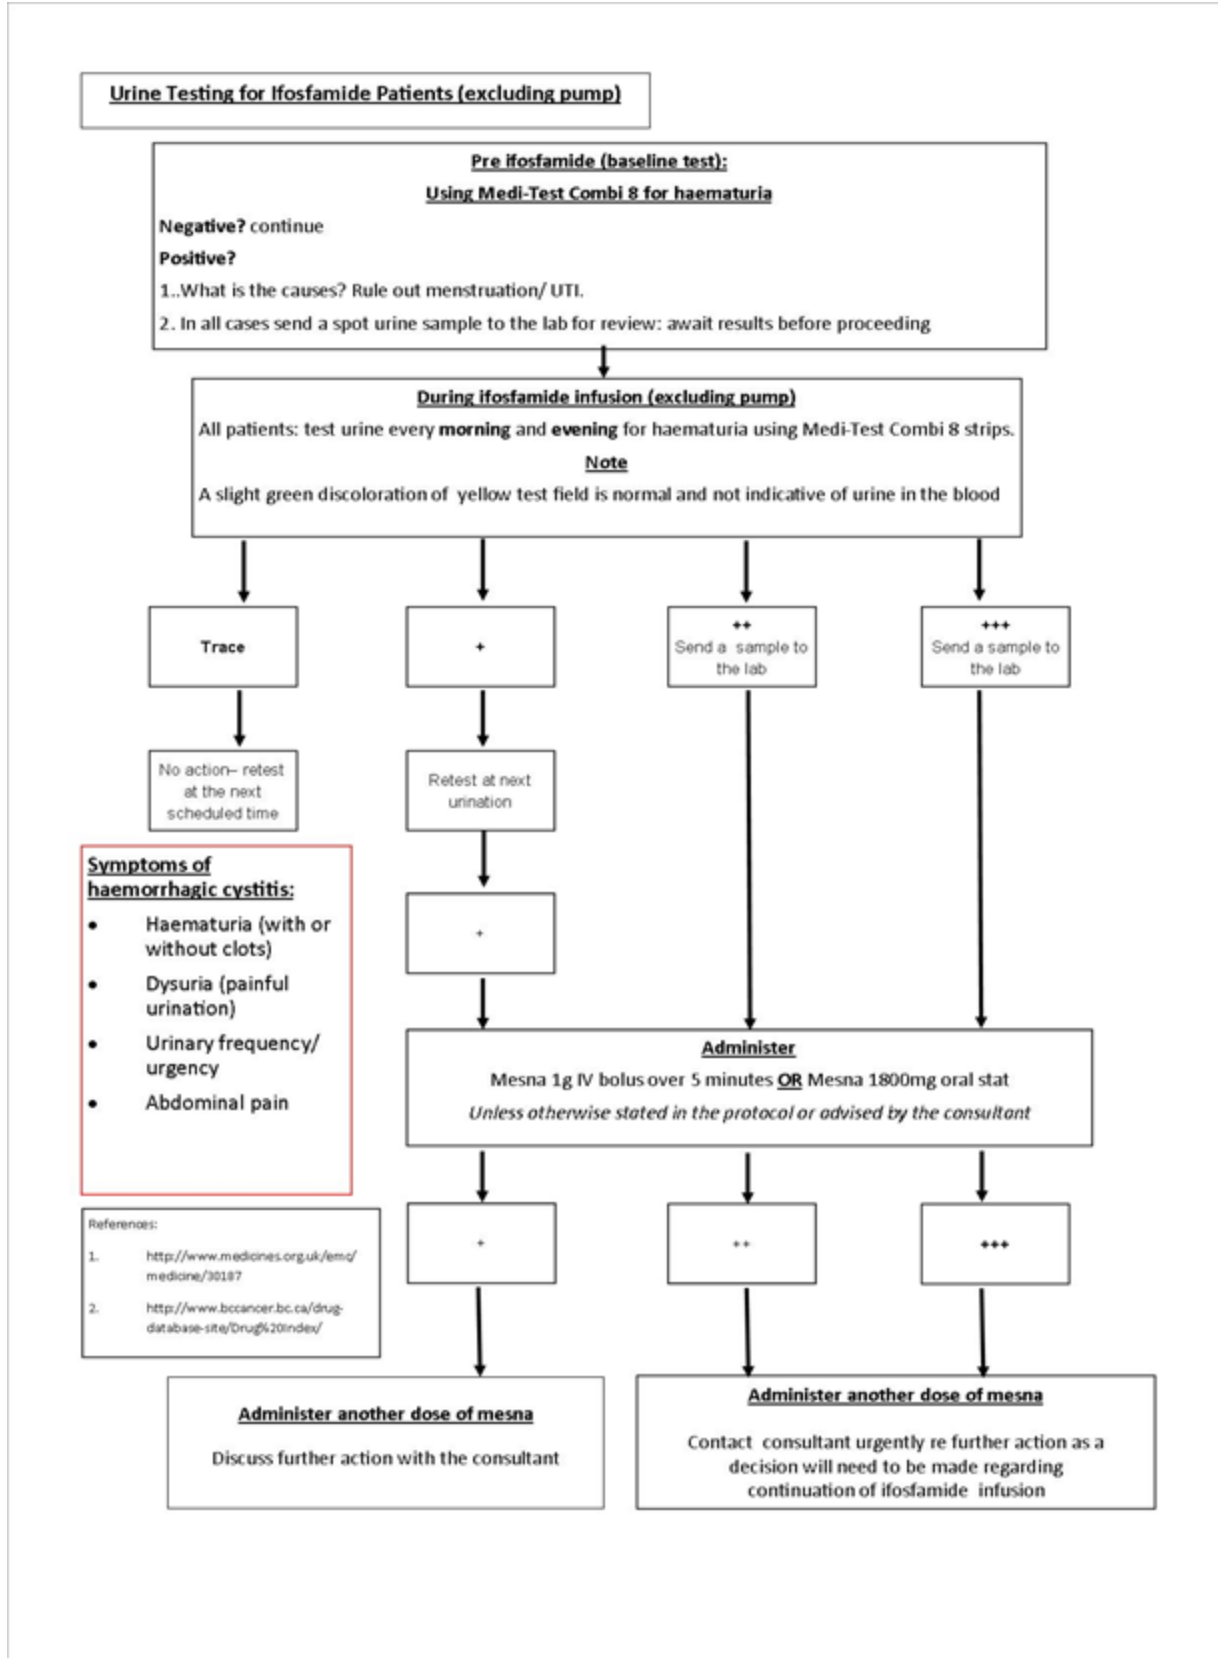 Urine Testing for Ifosfamide Patients (excluding pump)
Pre ifosfamide (baseline test):
Using Medi-Test Combi 8 for haematuria
Negative? continue
Positive?
1..What is the causes? Rule out menstruation/ UTI.
2. In all cases send a spot urine sample to the lab for review: await results before proceeding
During ifosfamide infusion (excluding pump)
All patients: test urine every morning and evening for haematuria using Medi-Test Combi 8 strips.
Note
A slight green discoloration of yellow test field is normal and not indicative of urine in the blood
Trace
+
++
Send a sample to
the lab
+++
Send a sample to
the lab
No action– retest
at the next
scheduled time
Retest at next
urination
+
Symptoms of
haemorrhagic cystitis:
• Haematuria (with or
without clots)
• Dysuria (painful
urination)
• Urinary frequency/
urgency
• Abdominal pain
Administer
Mesna 1g IV bolus over 5 minutes OR Mesna 1800mg oral stat
Unless otherwise stated in the protocol or advised by the consultant
+
++
+++
References:
1. http://www.medicines.org.uk/emc/
medicine/30187
2. http://www.bccancer.bc.ca/drug-
database-site/Drug%20Index/
Administer another dose of mesna
Discuss further action with the consultant
Administer another dose of mesna
Contact consultant urgently re further action as a
decision will need to be made regarding
continuation of ifosfamide infusion